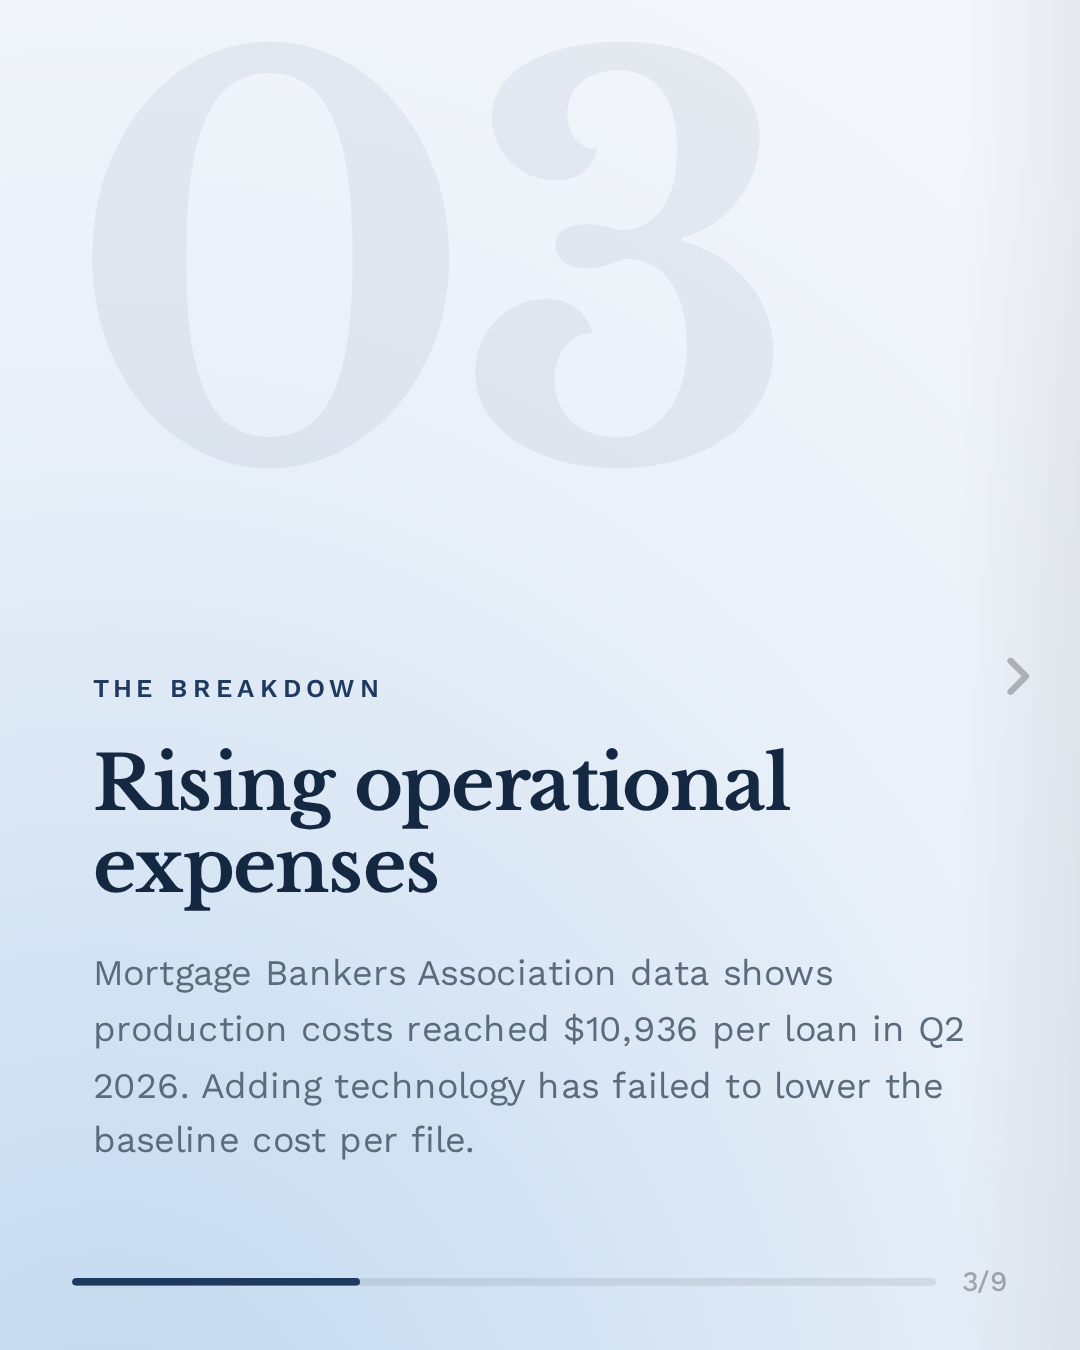 03
THE BREAKDOWN
Rising operational
expenses
Mortgage Bankers Association data shows
production costs reached $10,936 per loan in Q2
2026. Adding technology has failed to lower the
baseline cost per file.
3/9